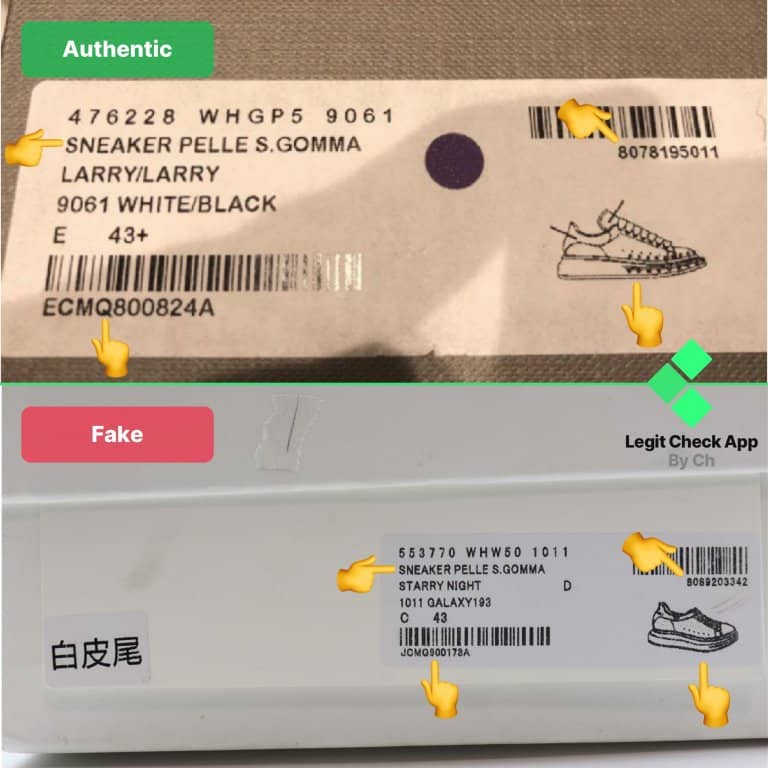 Authentic
476228 WHGP5 9061
SNEAKER PELLE S.GOMMA
LARRY/LARRY
9061 WHITE/BLACK
E 43+
ECMQ800824A
8078195011
Fake
Legit Check App
By Ch
553770 WHW50 1011
SNEAKER PELLE S.GOMMA
STARRY NIGHT D
1011 GALAXY193
C 43
JCMQ900173A
8089203342
白皮尾